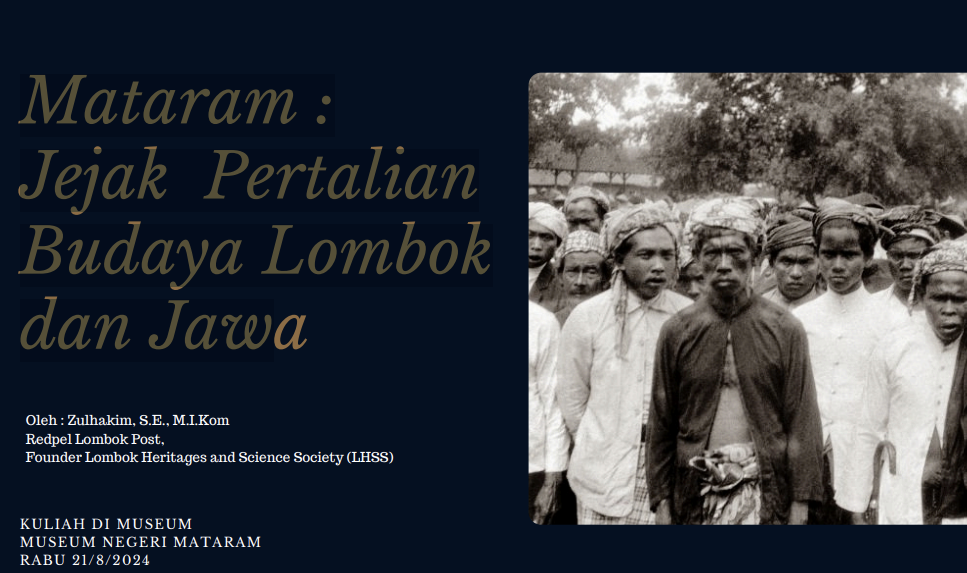 Mataram :
Jejak Pertalian
Budaya Lombok
dan Jawa
Oleh : Zulhakim, S.E., M.I.Kom
Redpel Lombok Post,
Founder Lombok Heritages and Science Society (LHSS)
KULIAH DI MUSEUM
MUSEUM NEGERI MATARAM
RABU 21/8/2024